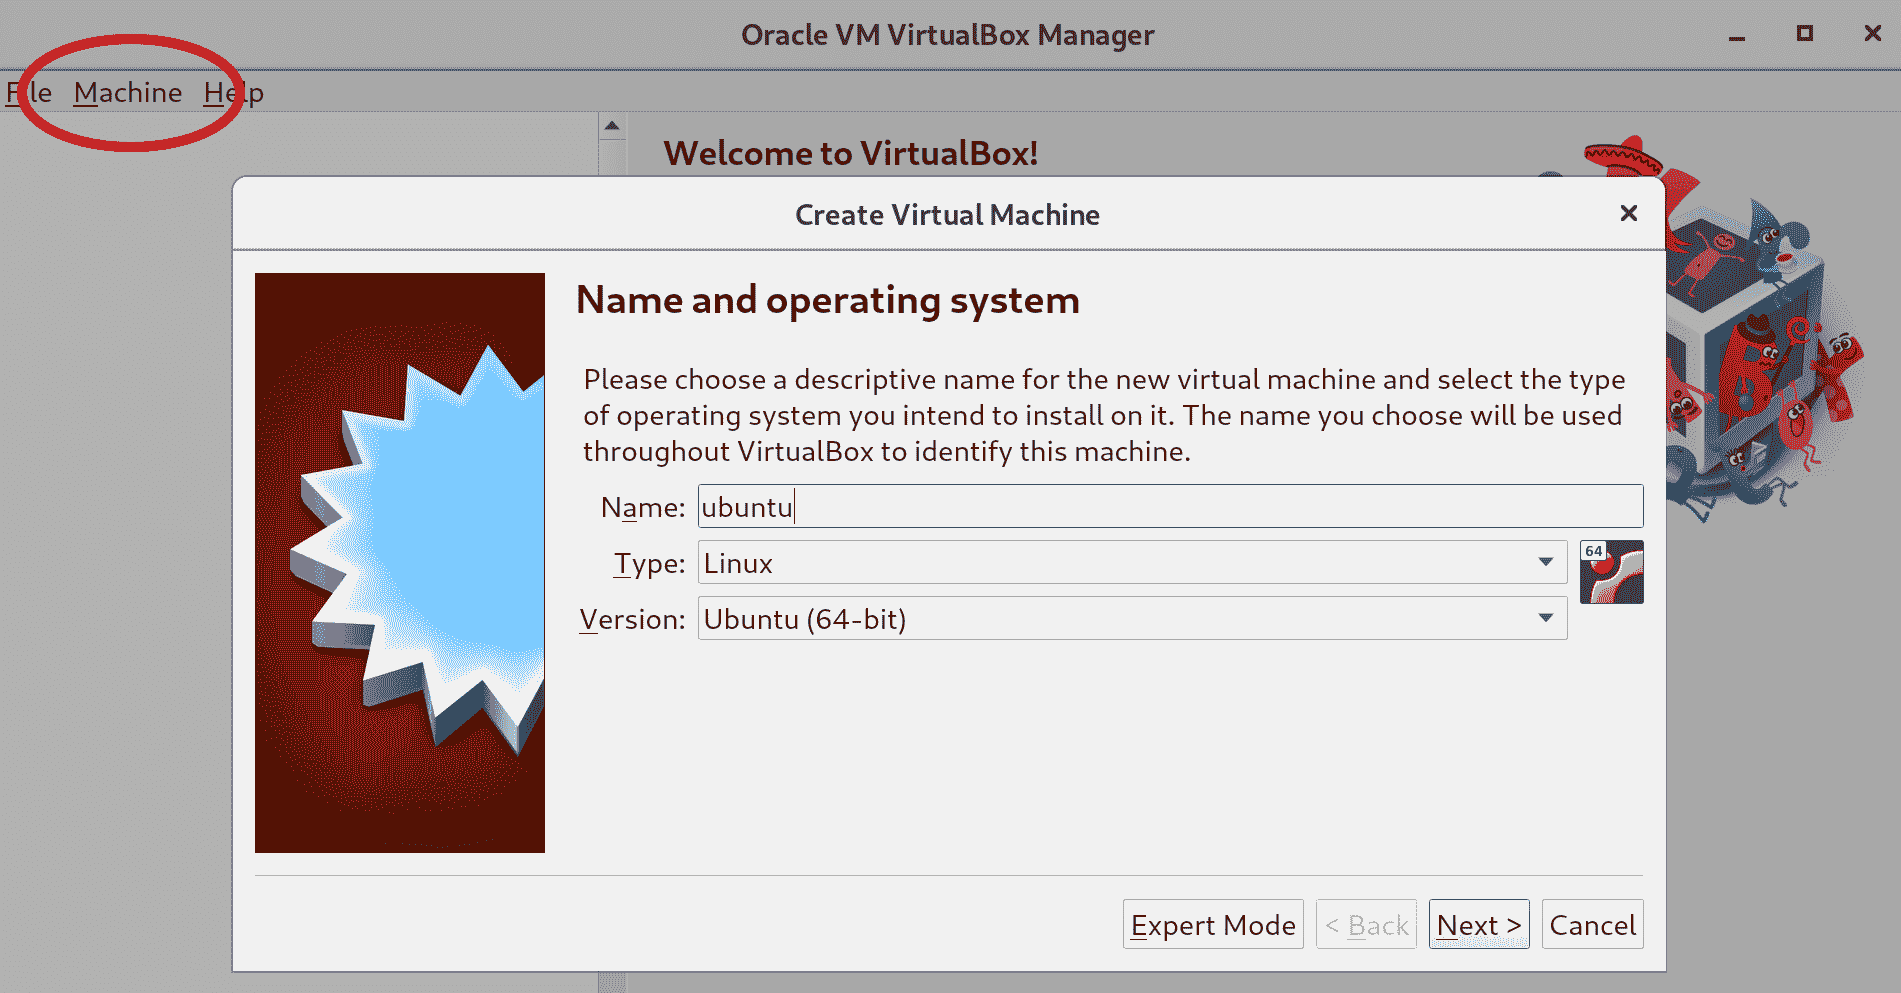 Oracle VM VirtualBox Manager
File Machine Help
Welcome to VirtualBox!
Create Virtual Machine
Name and operating system
Please choose a descriptive name for the new virtual machine and select the type
of operating system you intend to install on it. The name you choose will be used
throughout VirtualBox to identify this machine.
Name: ubuntu
Type: Linux
64
Version: Ubuntu (64-bit)
Expert Mode < Back Next > Cancel